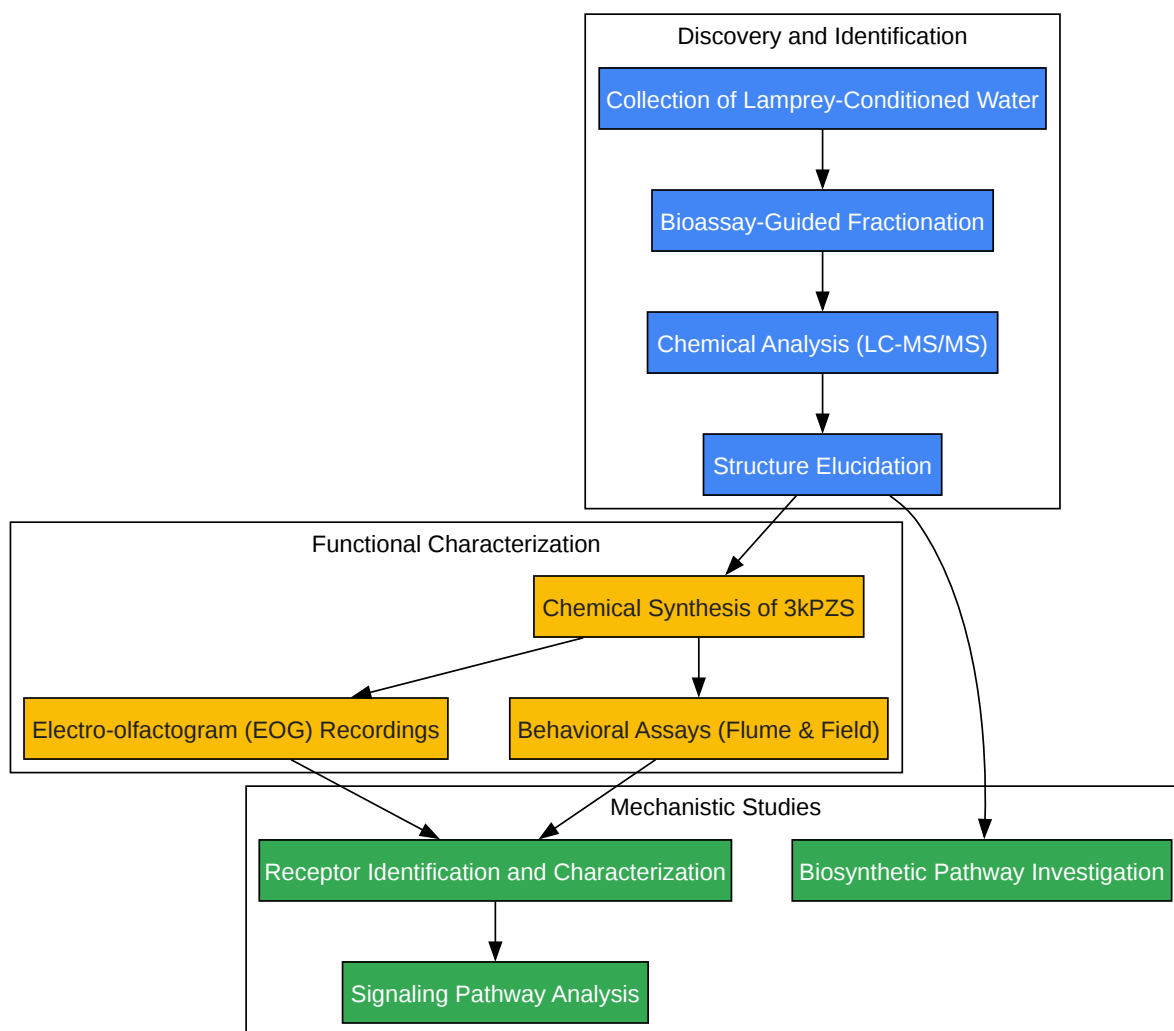 Discovery and Identification
Collection of Lamprey-Conditioned Water
Bioassay-Guided Fractionation
Chemical Analysis (LC-MS/MS)
Structure Elucidation
Functional Characterization
Chemical Synthesis of 3kPZS
Electro-olfactogram (EOG) Recordings
Behavioral Assays (Flume & Field)
Mechanistic Studies
Receptor Identification and Characterization
Biosynthetic Pathway Investigation
Signaling Pathway Analysis